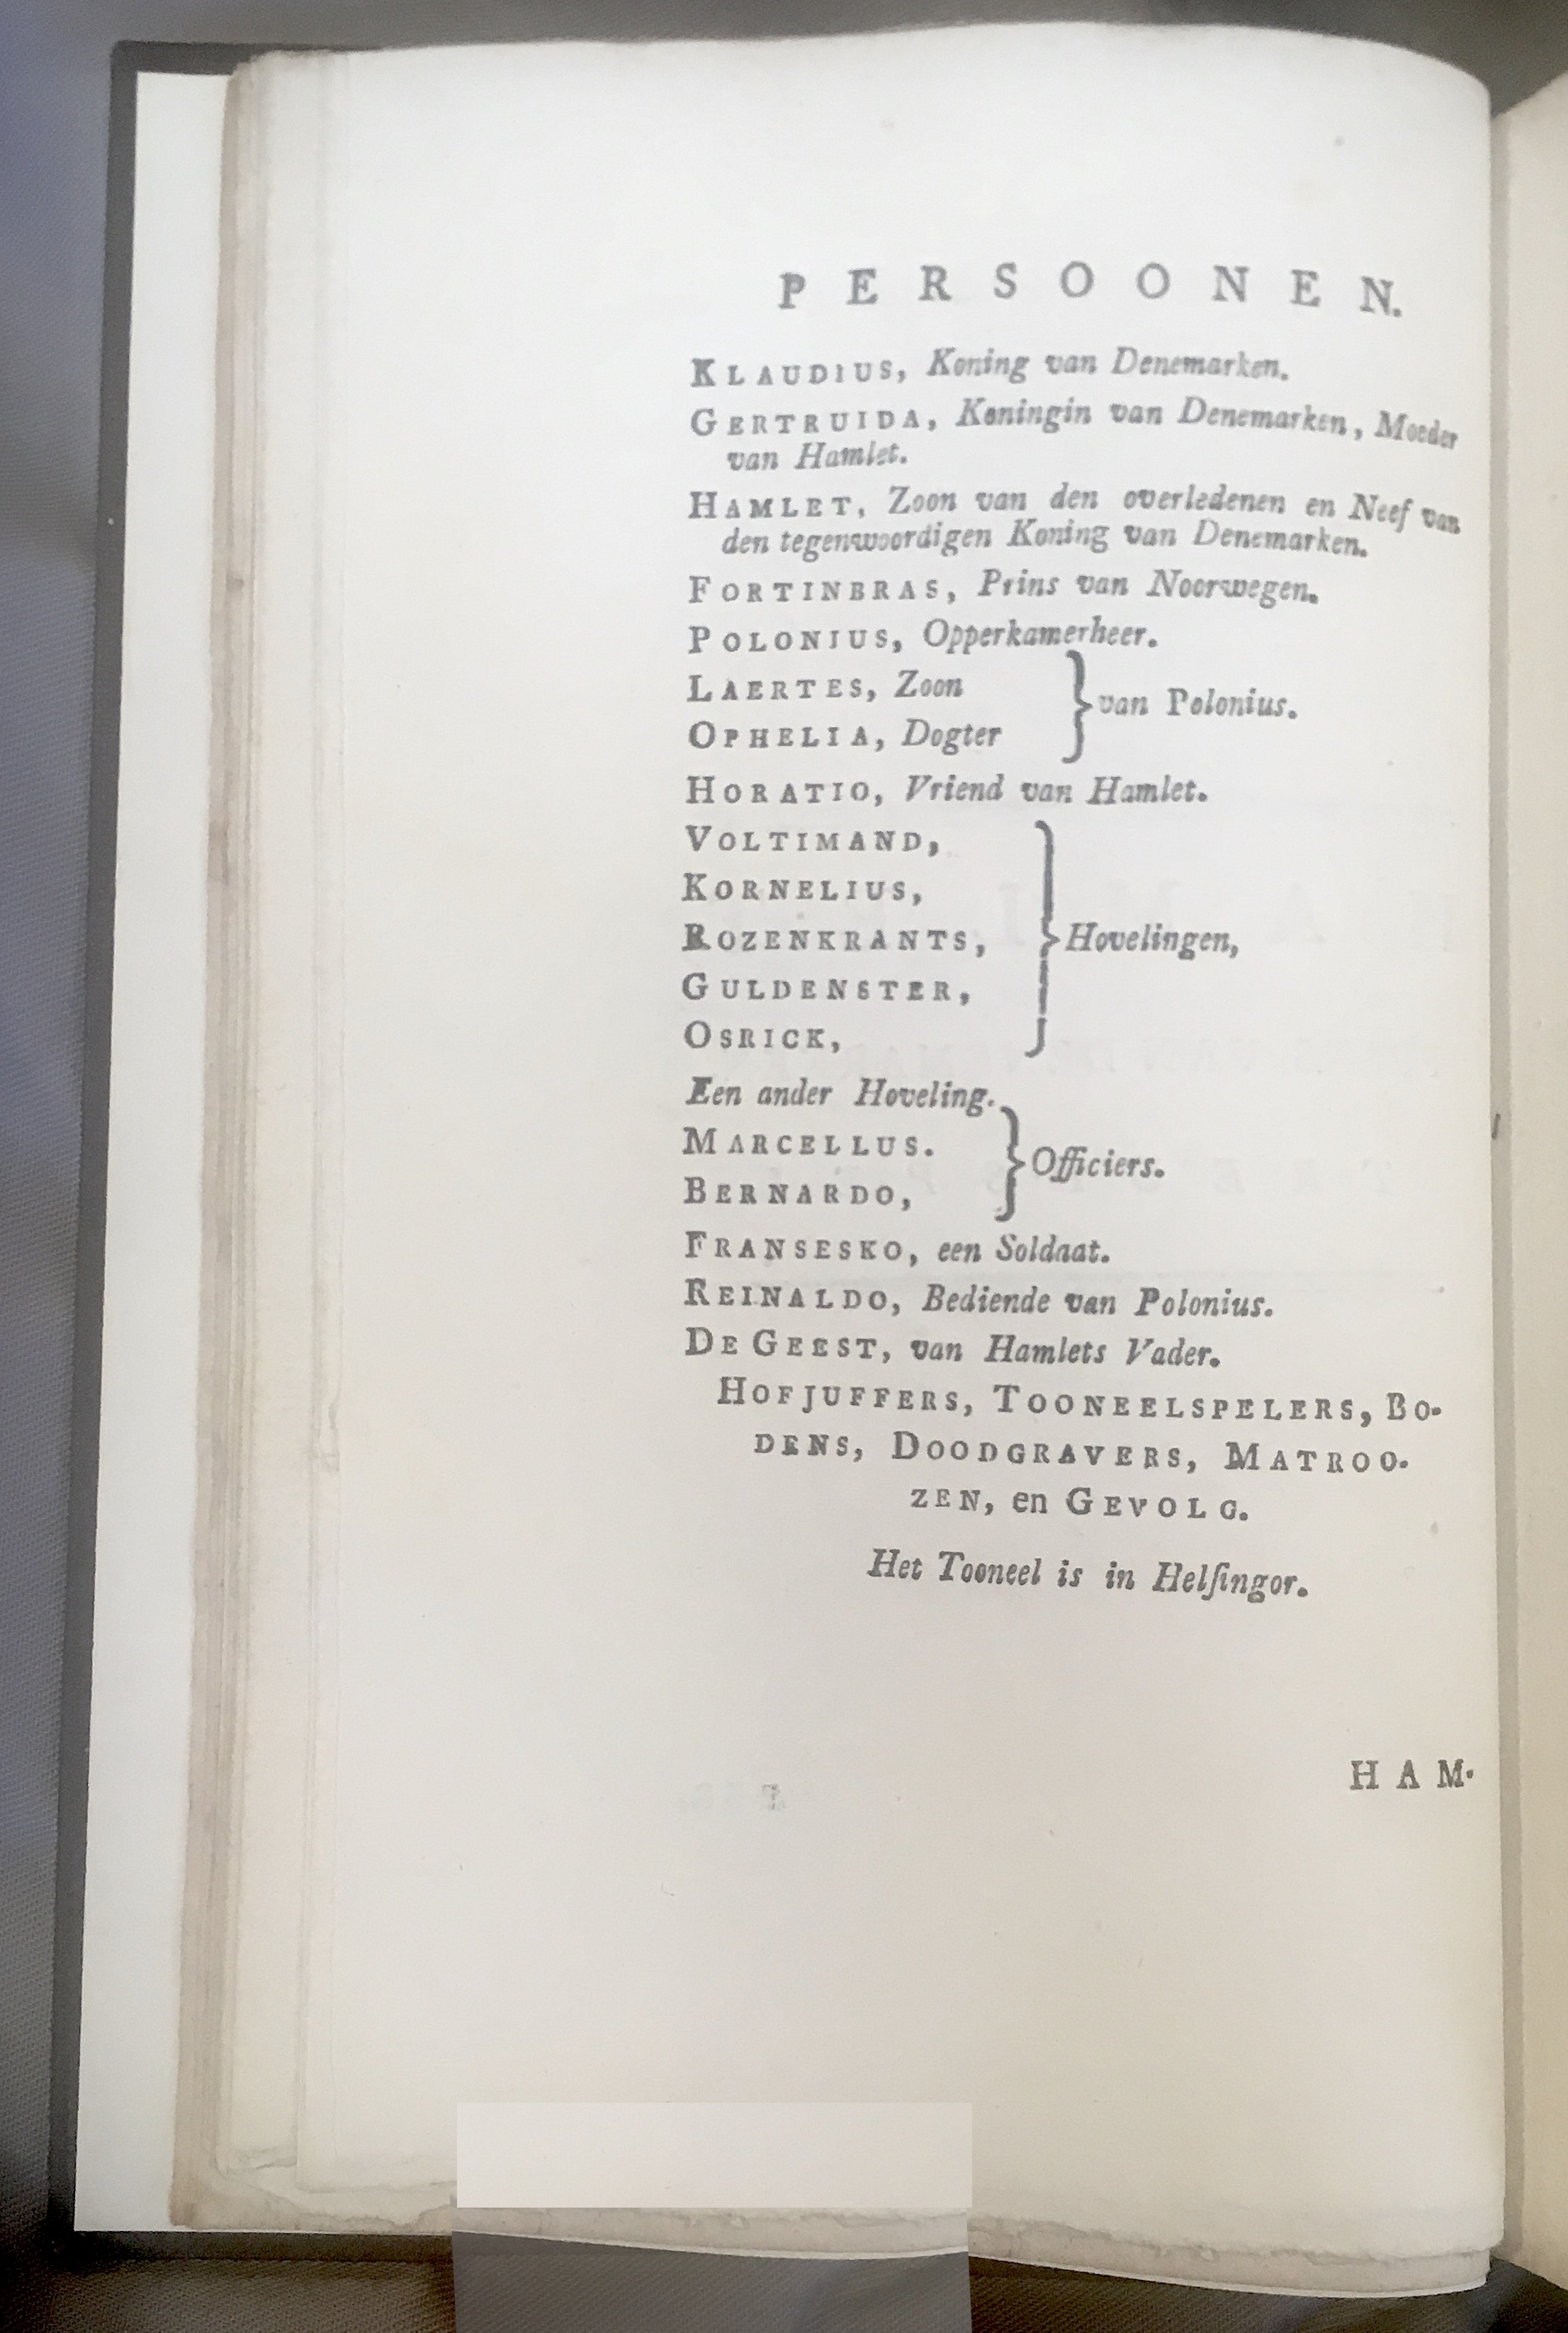 PERSOONEN.
KLAUDIUS, Koning van Denemarken.
GERTRUIDA, Koningin van Denemarken, Moeder
van Hamlet.
HAMLET, Zoon van den overledenen en Neef van
den tegenwoordigen Koning van Denemarken.
FORTINBRAS, Prins van Noorwegen.
POLONIUS, Opperkamerheer.
LAERTES, Zoon
OPHELIA, Dogter
} van Polonius.
HORATIO, Vriend van Hamlet.
VOLTIMAND,
KORNELIUS,
ROZENKRANTS,
GULDENSTER,
OSRICK,
} Hovelingen,
Een ander Hoveling.
MARCELLUS.
BERNARDO,
} Officiers.
FRANSESKO, een Soldaat.
REINALDO, Bediende van Polonius.
DE GEEST, van Hamlets Vader.
HOFJUFFERS, TOONEELSPELERS, BO-
DENS, DOODGRAVERS, MATROO-
ZEN, en GEVOLG.
Het Tooneel is in Helſingor.
HAM-